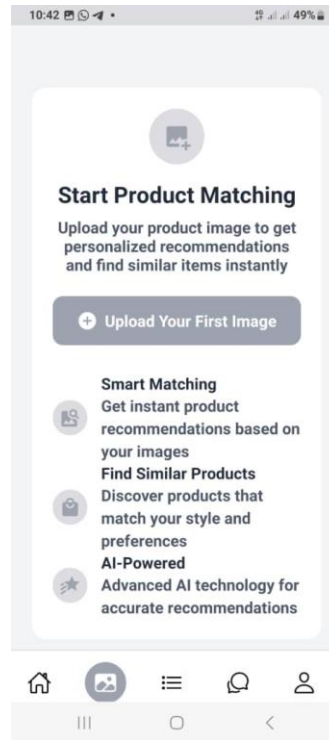 10:42
49%
Start Product Matching
Upload your product image to get
personalized recommendations
and find similar items instantly
Upload Your First Image
Smart Matching
Get instant product
recommendations based on
your images
Find Similar Products
Discover products that
match your style and
preferences
AI-Powered
Advanced AI technology for
accurate recommendations